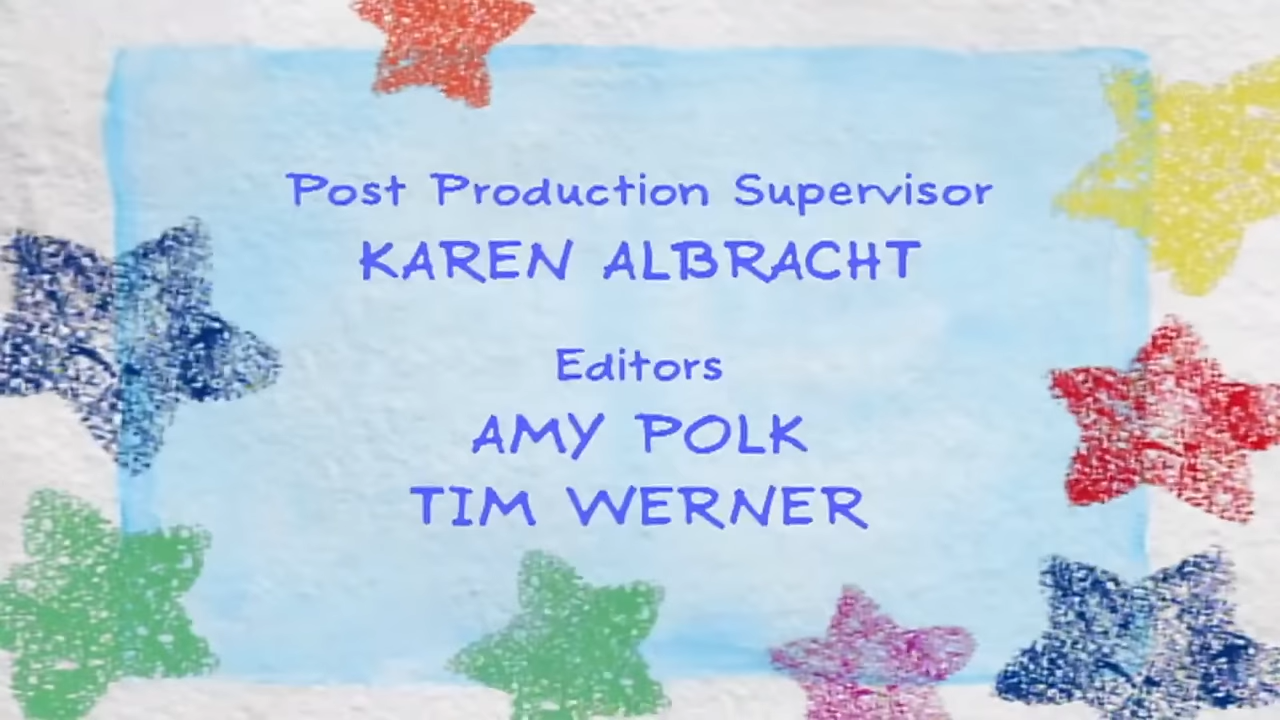 Post Production Supervisor
KAREN ALBRACHT
Editors
AMY POLK
TIM WERNER